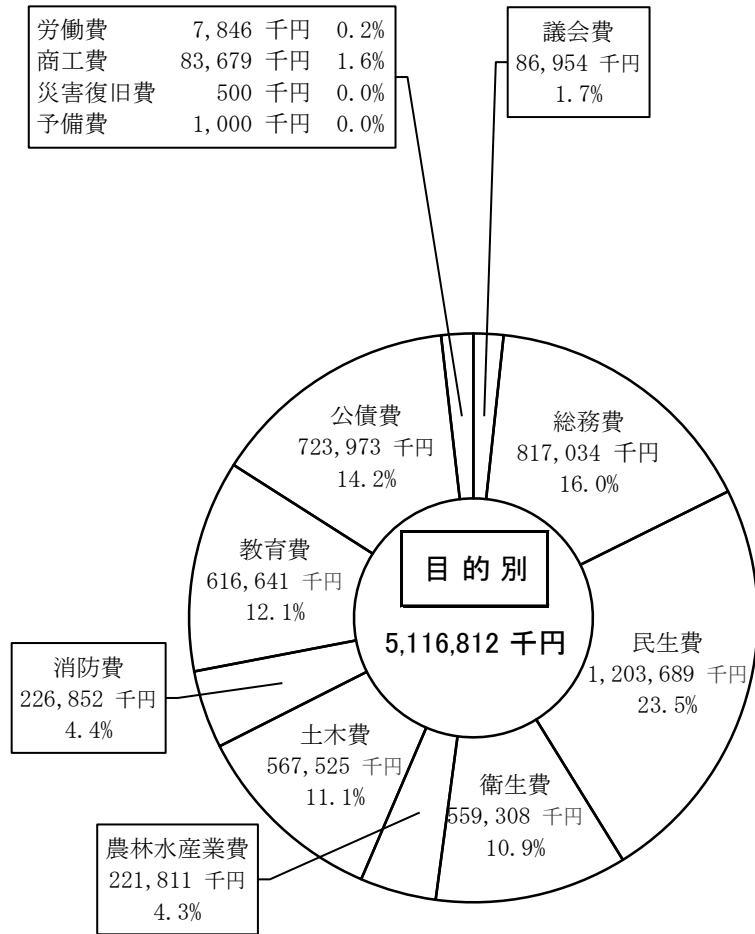 労働費 7,846 千円 0.2%
商工費 83,679 千円 1.6%
災害復旧費 500 千円 0.0%
予備費 1,000 千円 0.0%
議会費
86,954 千円
1.7%
総務費
817,034 千円
16.0%
民生費
1,203,689 千円
23.5%
衛生費
559,308 千円
10.9%
農林水産業費
221,811 千円
4.3%
土木費
567,525 千円
11.1%
消防費
226,852 千円
4.4%
教育費
616,641 千円
12.1%
公債費
723,973 千円
14.2%
目的別
5,116,812 千円